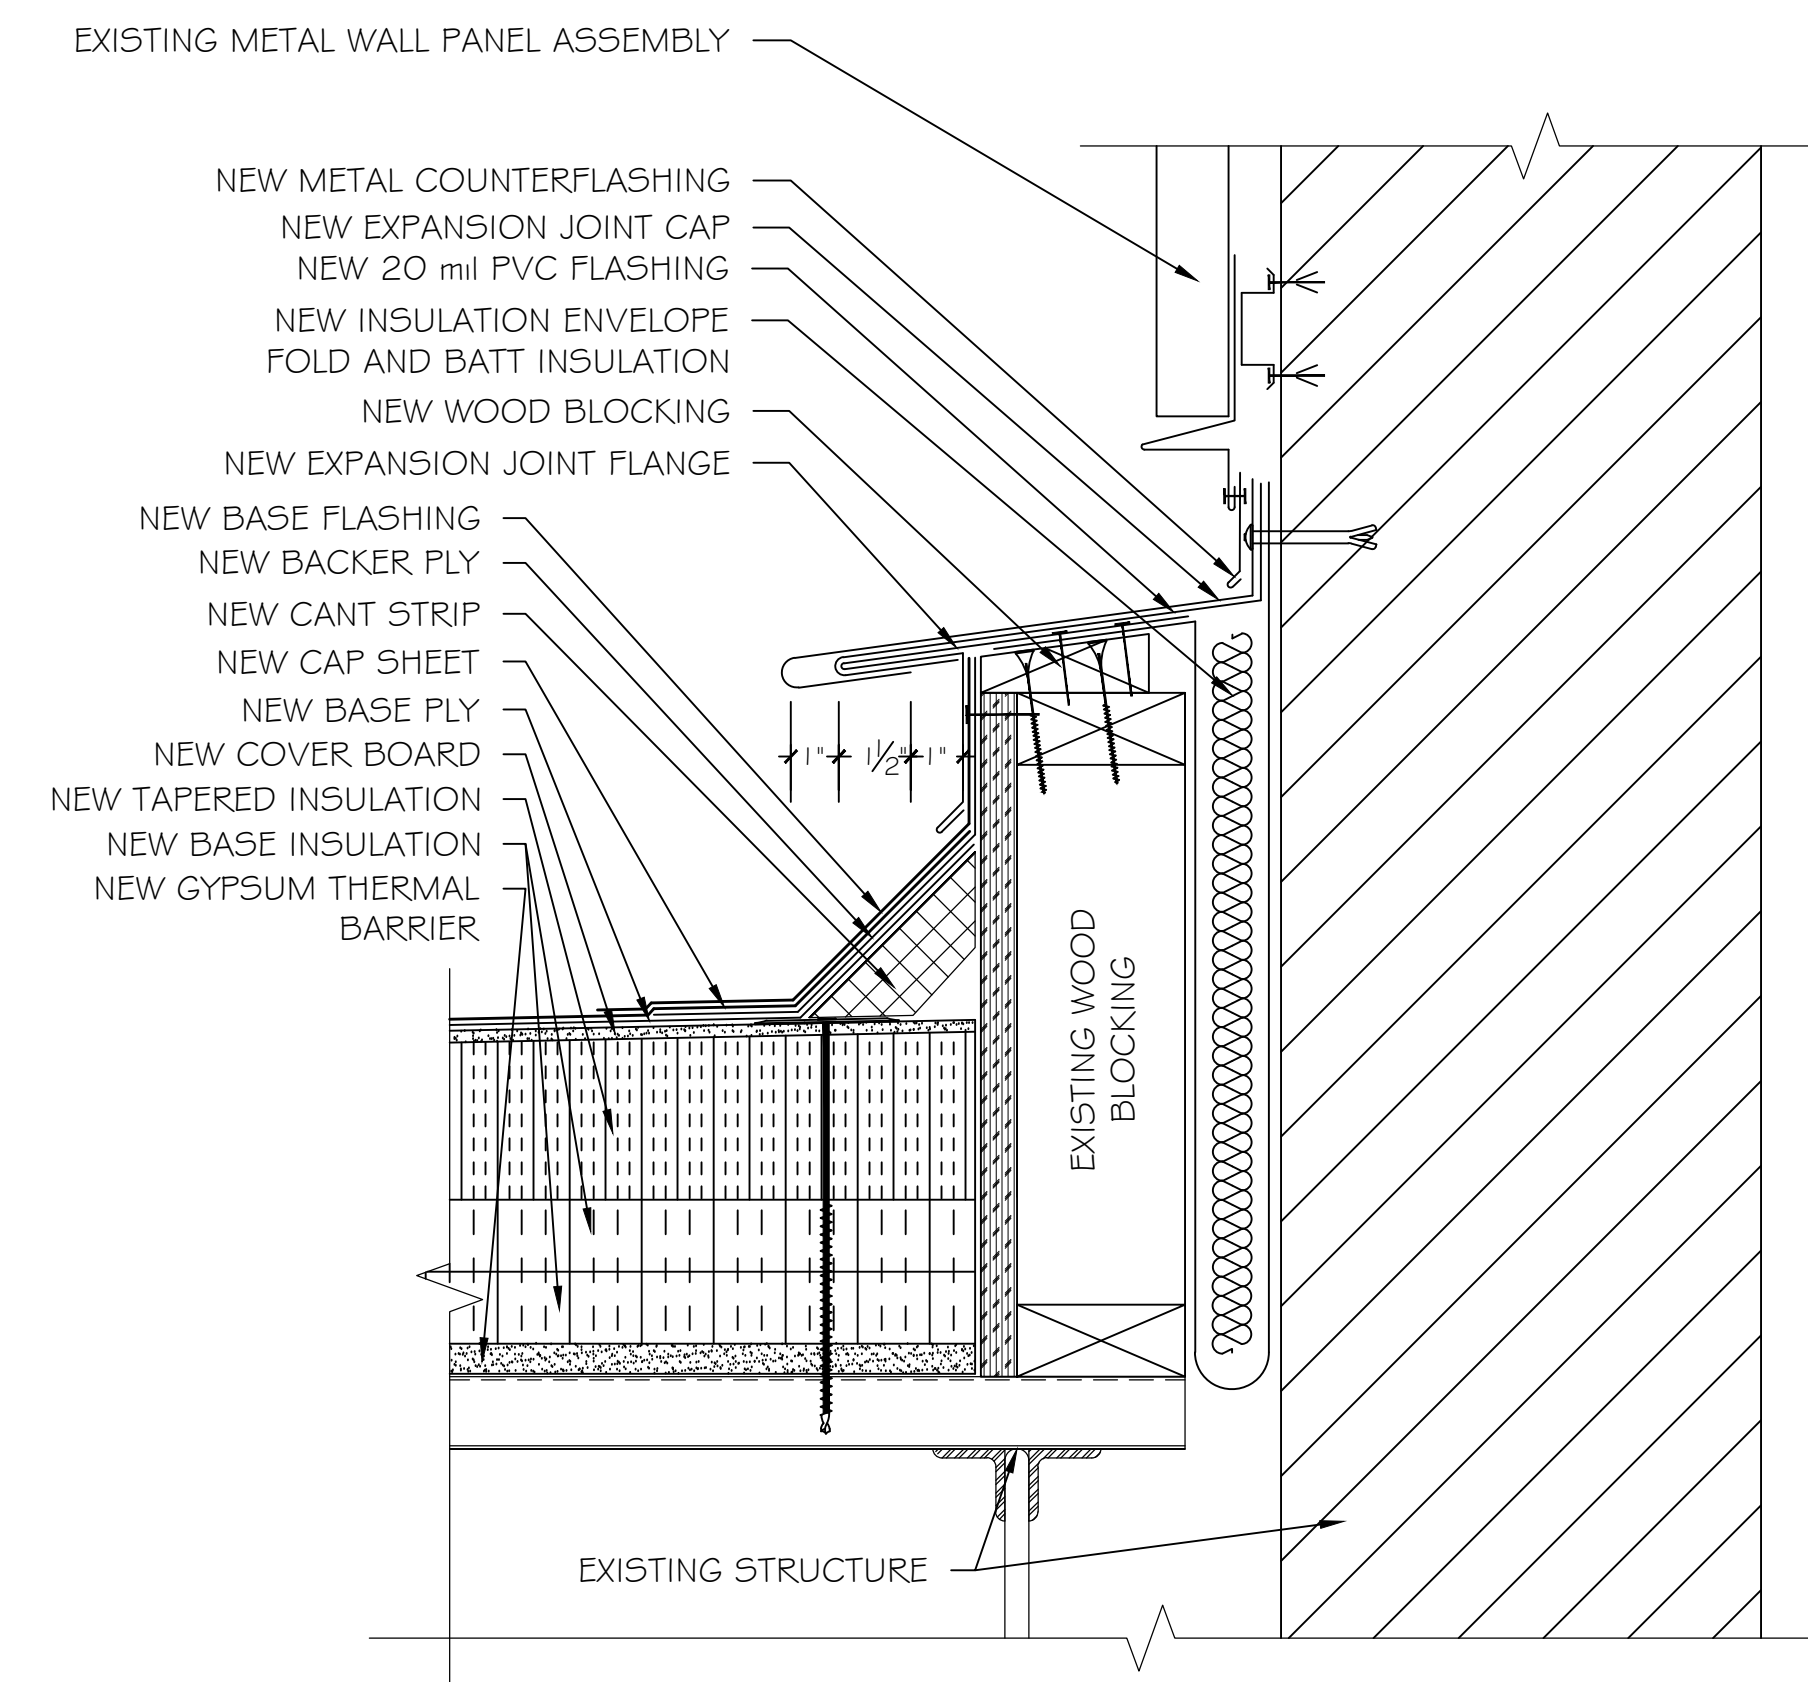 EXISTING METAL WALL PANEL ASSEMBLY
NEW METAL COUNTERFLASHING
NEW EXPANSION JOINT CAP
NEW 20 mil PVC FLASHING
NEW INSULATION ENVELOPE
FOLD AND BATT INSULATION
NEW WOOD BLOCKING
NEW EXPANSION JOINT FLANGE
NEW BASE FLASHING
NEW BACKER PLY
NEW CANT STRIP
NEW CAP SHEET
NEW BASE PLY
NEW COVER BOARD
NEW TAPERED INSULATION
NEW BASE INSULATION
NEW GYPSUM THERMAL
BARRIER
1" 1 1/2" 1"
EXISTING WOOD
BLOCKING
EXISTING STRUCTURE